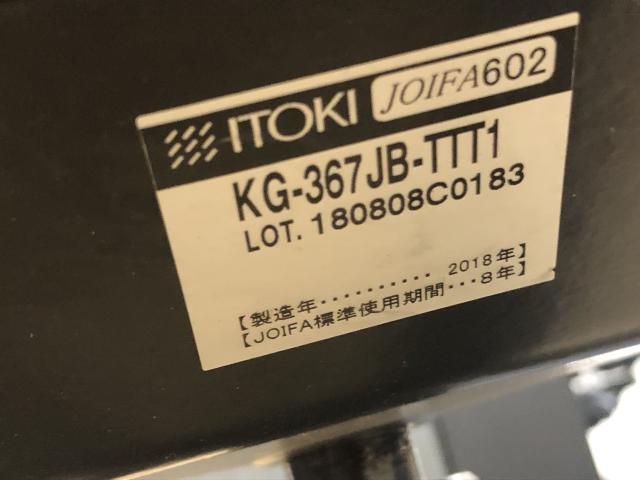 ITOKI JOIFA602
KG-367JB-TTT1
LOT. 180808C0183
【製造年·········· 2018年】
【JOIFA標準使用期間···8年】